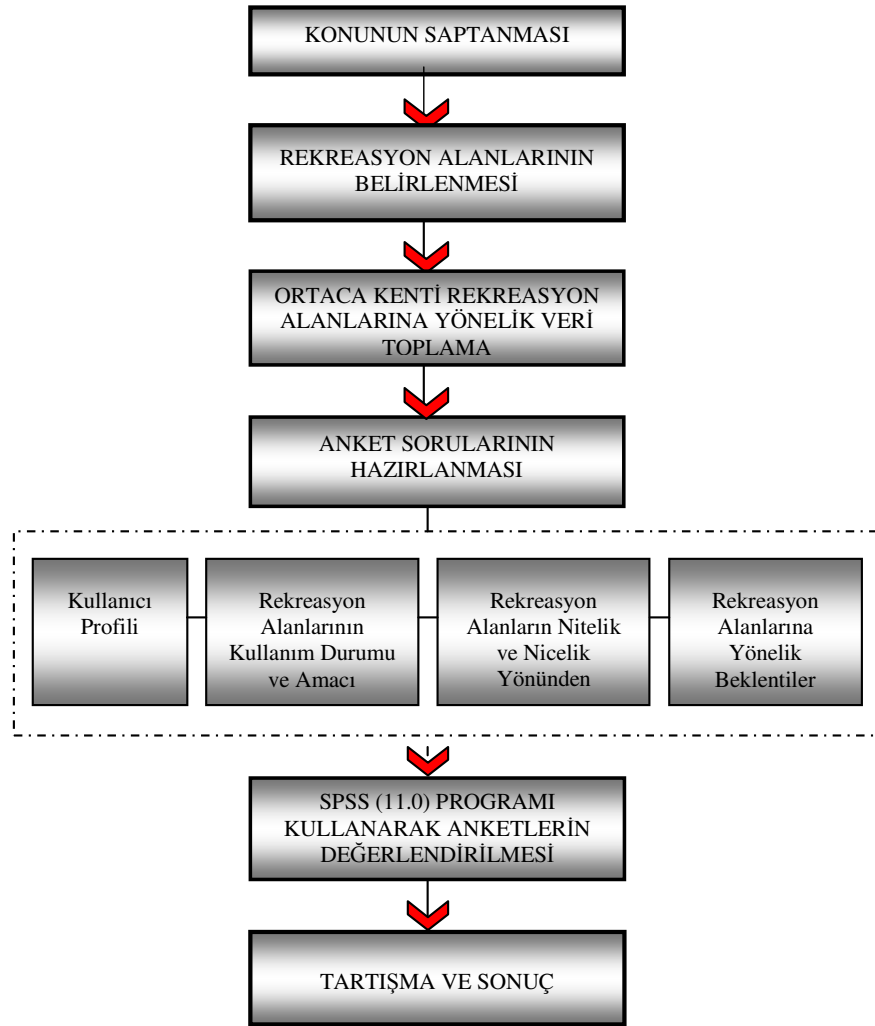 KONUNUN SAPTANMASI
REKREASYON ALANLARININ
BELİRLENMESİ
ORTACA KENTİ REKREASYON
ALANLARINA YÖNELİK VERİ
TOPLAMA
ANKET SORULARININ
HAZIRLANMASI
Kullanıcı
Profili
Rekreasyon
Alanlarının
Kullanım Durumu
ve Amacı
Rekreasyon
Alanların Nitelik
ve Nicelik
Yönünden
Rekreasyon
Alanlarına
Yönelik
Beklentiler
SPSS (11.0) PROGRAMI
KULLANARAK ANKETLERİN
DEĞERLENDİRİLMESİ
TARTIŞMA VE SONUÇ